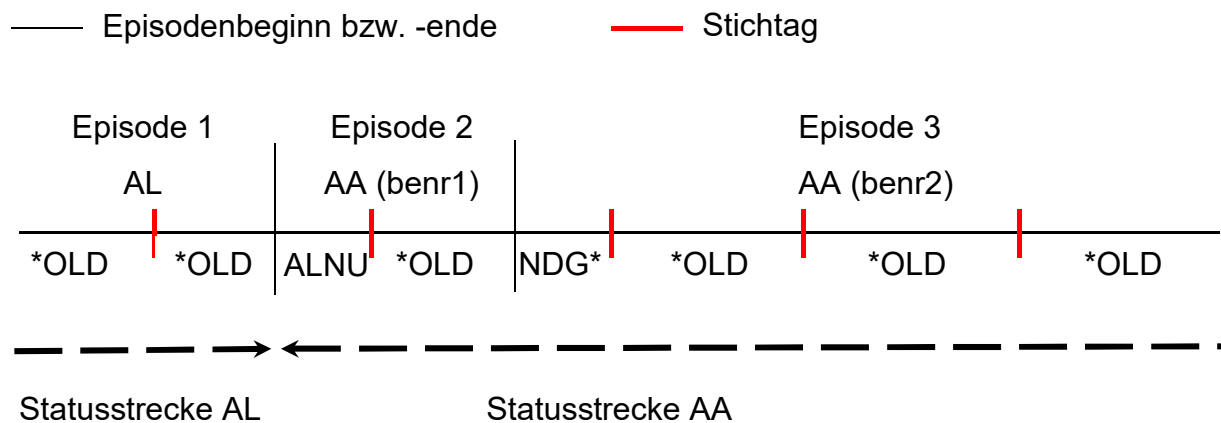 Episodenbeginn bzw. -ende Stichtag
Episode 1 Episode 2 Episode 3
AL AA (benr1) AA (benr2)
*OLD *OLD ALNU *OLD NDG* *OLD *OLD *OLD
Statusstrecke AL Statusstrecke AA